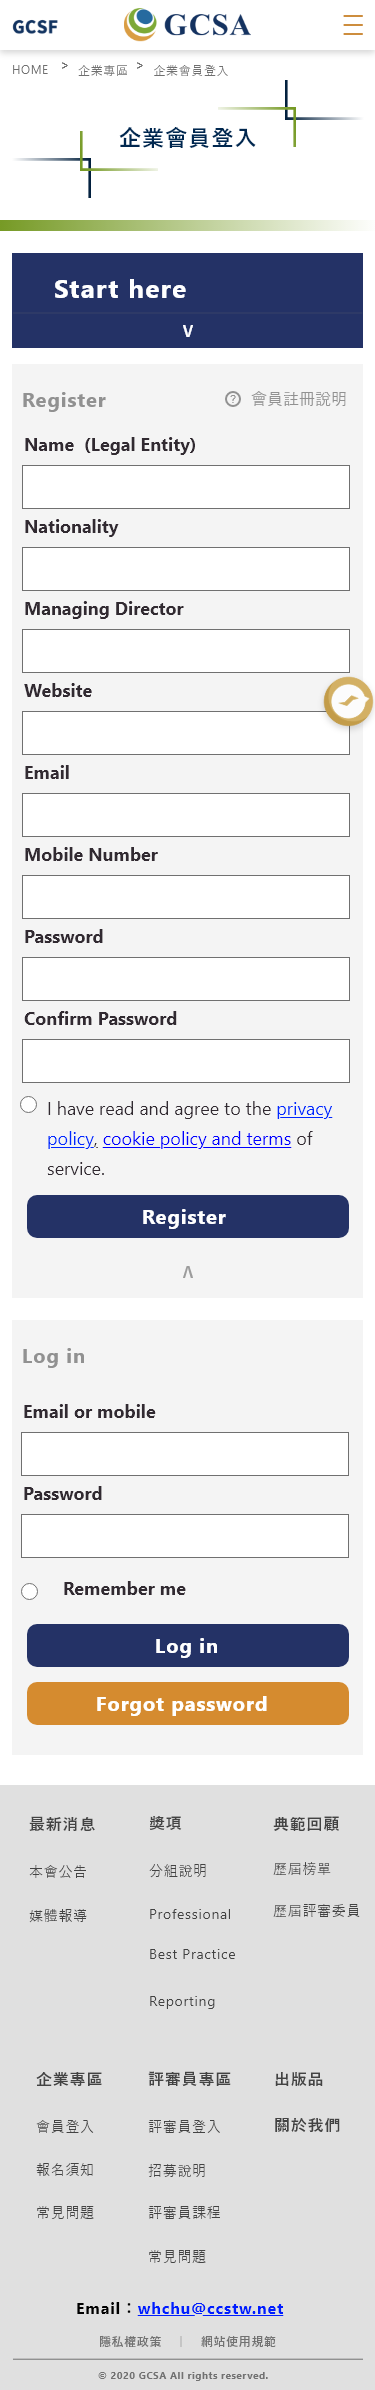 GCSF
GCSA
HOME > 企業專區 > 企業會員登入
企業會員登入
Start here
Register
? 會員註冊說明
Name (Legal Entity)
Nationality
Managing Director
Website
Email
Mobile Number
Password
Confirm Password
I have read and agree to the privacy
policy, cookie policy and terms of
service.
Register
Log in
Email or mobile
Password
Remember me
Log in
Forgot password
最新消息 獎項 典範回顧
本會公告 分組說明 歷屆榜單
媒體報導 Professional 歷屆評審委員
Best Practice
Reporting
企業專區 評審員專區 出版品
會員登入 評審員登入 關於我們
報名須知 招募說明
常見問題 評審員課程
常見問題
Email：whchu@ccstw.net
隱私權政策 | 網站使用規範
© 2020 GCSA All rights reserved.